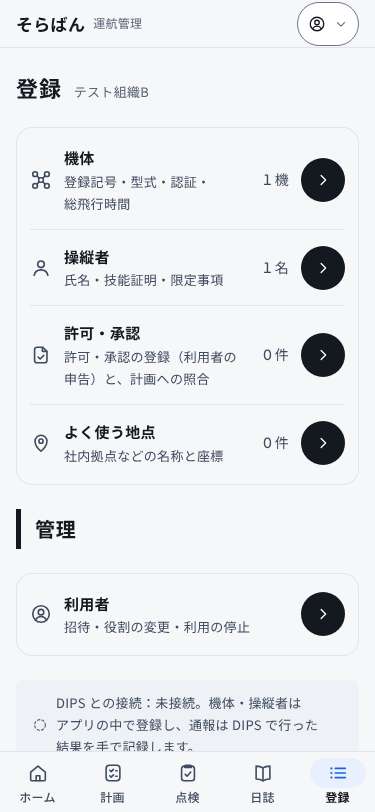 そらばん 運航管理
登録 テスト組織B
機体
登録記号・型式・認証・
総飛行時間
1 機
操縦者
氏名・技能証明・限定事項
1 名
許可・承認
許可・承認の登録（利用者の
申告）と、計画への照合
0 件
よく使う地点
社内拠点などの名称と座標
0 件
管理
利用者
招待・役割の変更・利用の停止
DIPS との接続：未接続。機体・操縦者は
アプリの中で登録し、通報は DIPS で行った
結果を手で記録します。
ホーム 計画 点検 日誌 登録